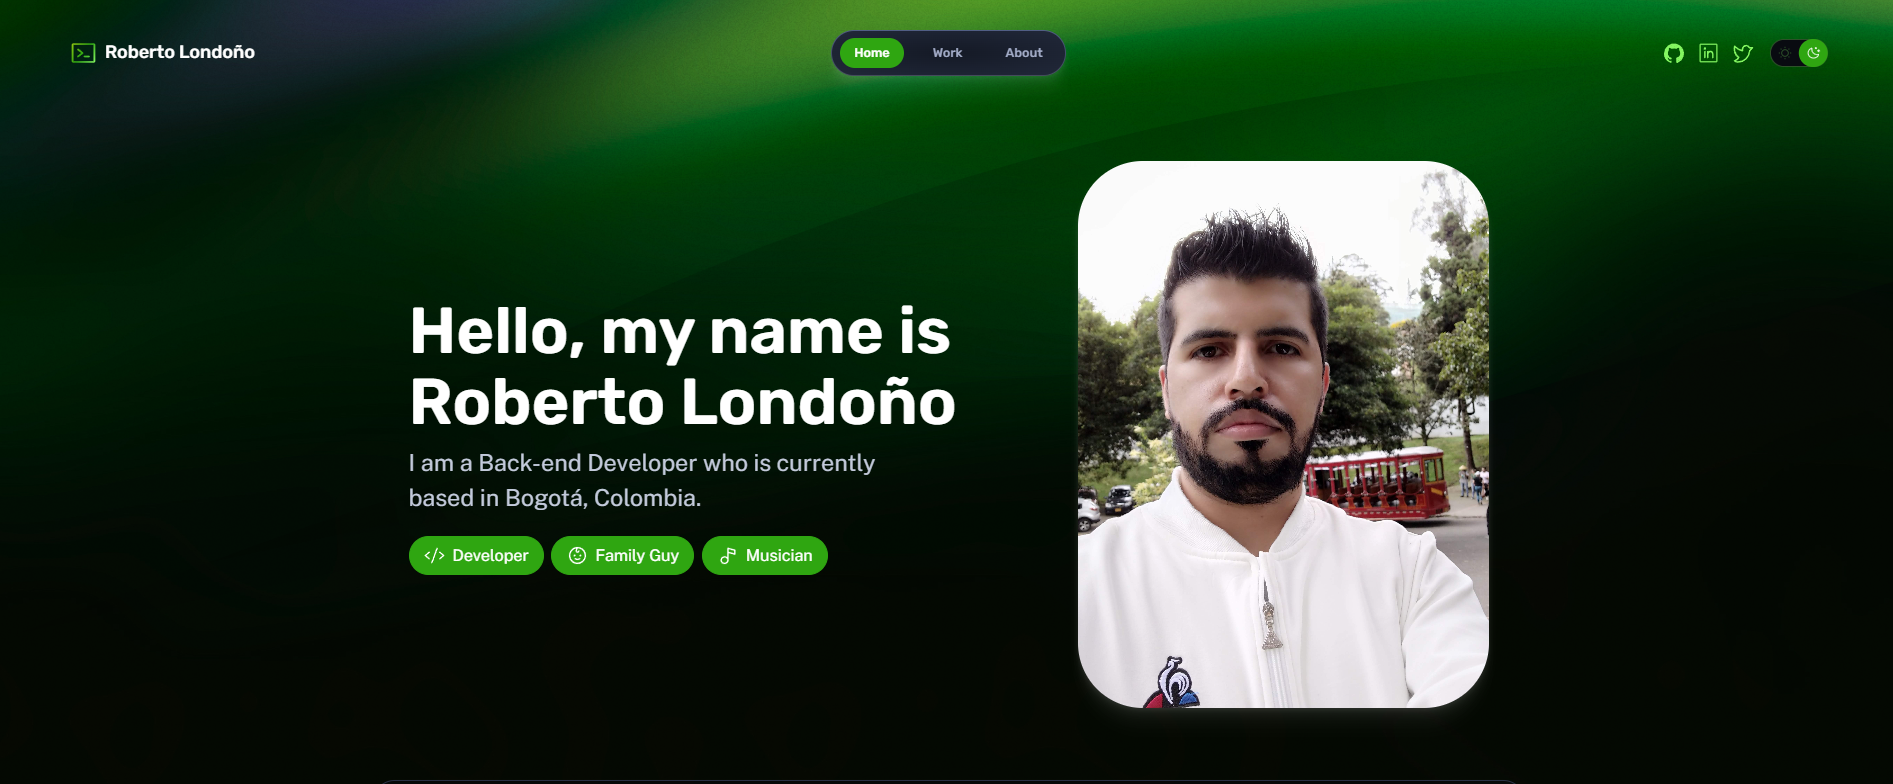 Roberto Londoño
Home
Work
About
Hello, my name is
Roberto Londoño
I am a Back-end Developer who is currently
based in Bogotá, Colombia.
Developer
Family Guy
Musician